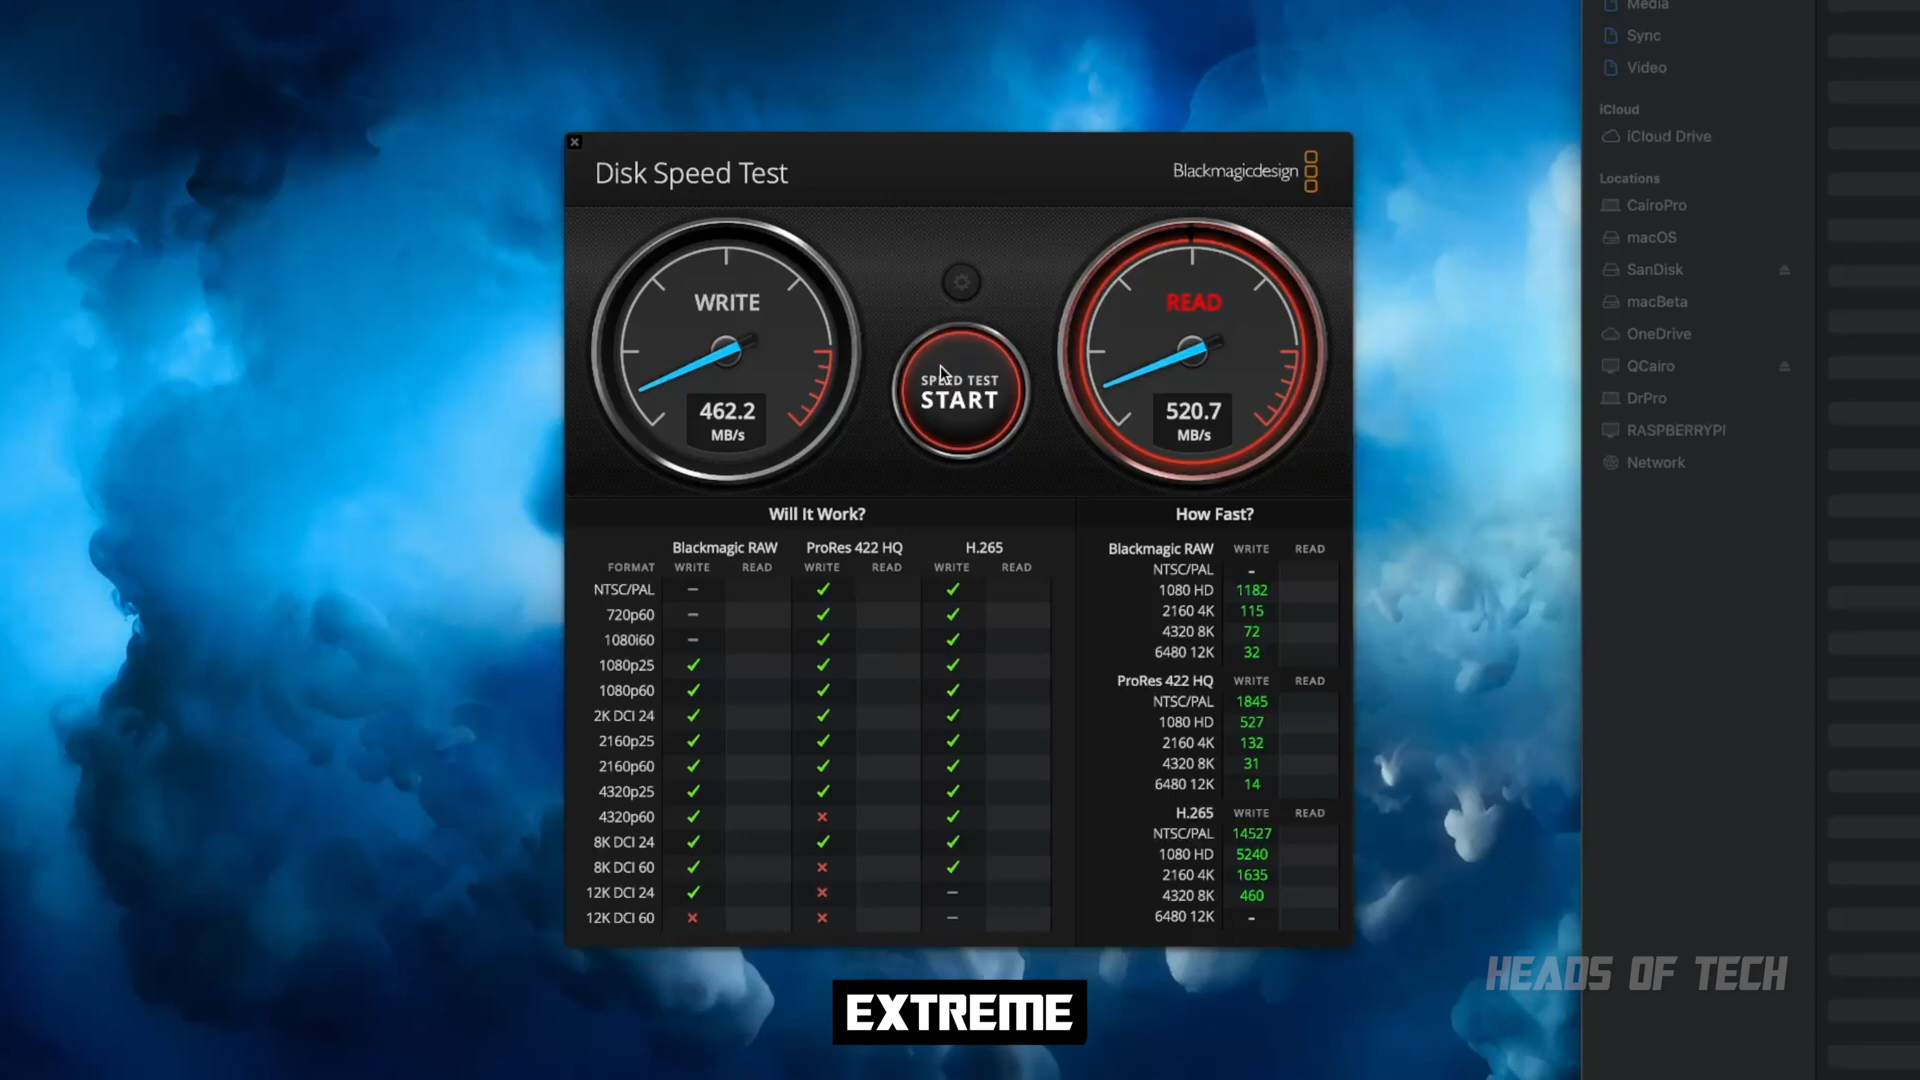 Media
Sync
Video
iCloud
iCloud Drive
Locations
CairoPro
macOS
SanDisk
macBeta
OneDrive
QCairo
DrPro
RASPBERRYPI
Network
Disk Speed Test
Blackmagicdesign
WRITE
462.2
MB/s
SPEED TEST
START
READ
520.7
MB/s
Will It Work?
Blackmagic RAW ProRes 422 HQ H.265
FORMAT WRITE READ WRITE READ WRITE READ
NTSC/PAL – ✓ ✓
720p60 – ✓ ✓
1080i60 – ✓ ✓
1080p25 ✓ ✓ ✓
1080p60 ✓ ✓ ✓
2K DCI 24 ✓ ✓ ✓
2160p25 ✓ ✓ ✓
2160p60 ✓ ✓ ✓
4320p25 ✓ ✓ ✓
4320p60 ✓ × ✓
8K DCI 24 ✓ ✓ ✓
8K DCI 60 ✓ × ✓
12K DCI 24 ✓ × –
12K DCI 60 × × –
How Fast?
Blackmagic RAW WRITE READ
NTSC/PAL -
1080 HD 1182
2160 4K 115
4320 8K 72
6480 12K 32
ProRes 422 HQ WRITE READ
NTSC/PAL 1845
1080 HD 527
2160 4K 132
4320 8K 31
6480 12K 14
H.265 WRITE READ
NTSC/PAL 14527
1080 HD 5240
2160 4K 1635
4320 8K 460
6480 12K -
HEADS OF TECH
EXTREME